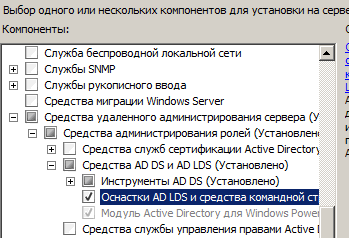 Выбор одного или нескольких компонентов для установки на серве
Компоненты:
Служба беспроводной локальной сети
Службы SNMP
Службы рукописного ввода
Средства миграции Windows Server
Средства удаленного администрирования сервера (У
Средства администрирования ролей (Установлено
Средства служб сертификации Active Directory
Средства AD DS и AD LDS (Установлено)
Инструменты AD DS (Установлено)
Оснастки AD LDS и средства командной ст
Модуль Active Directory для Windows Power
Средства службы управления правами Active